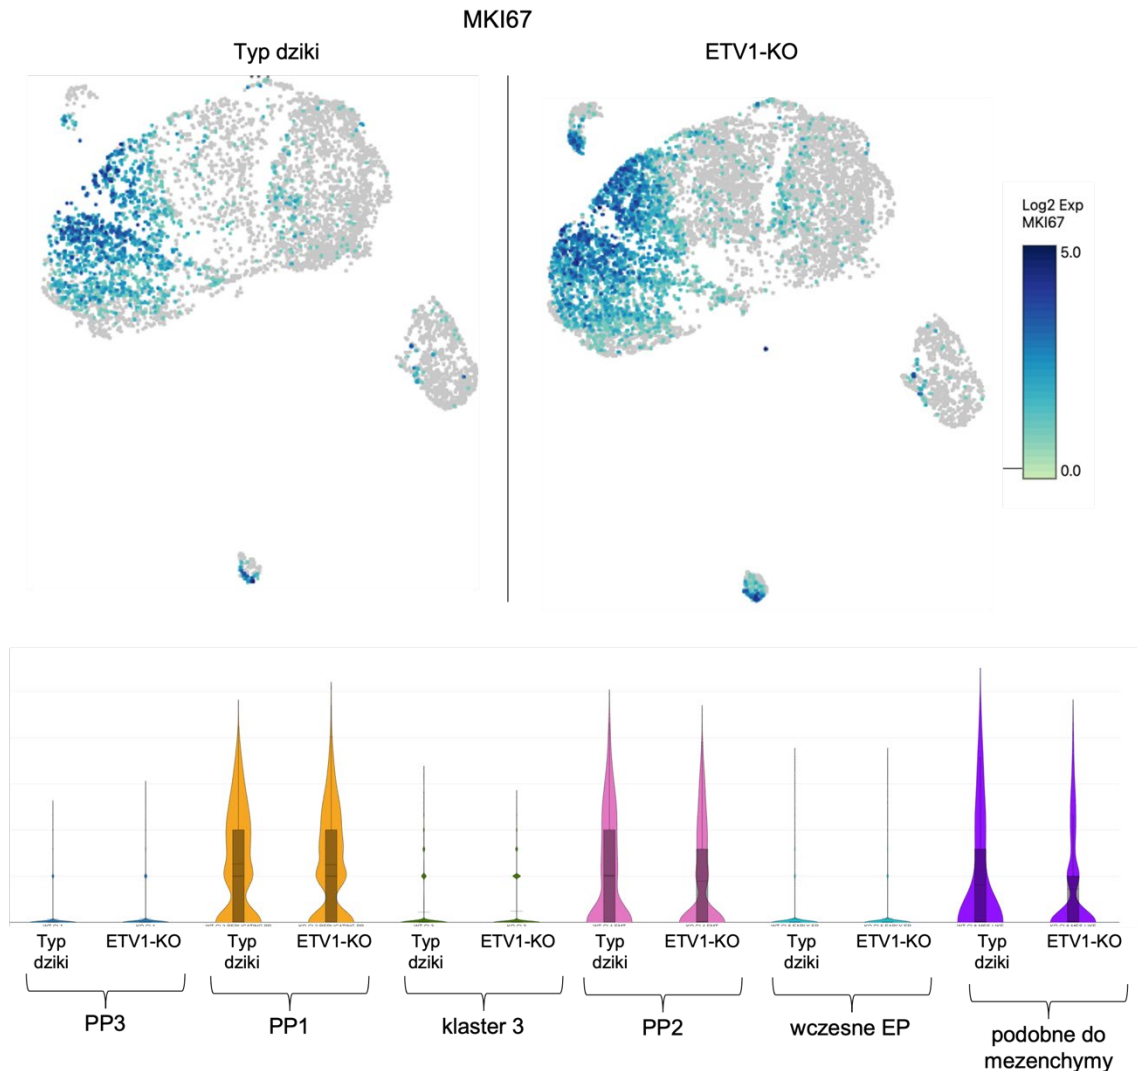 MKI67
Typ dziki
ETV1-KO
Log2 Exp
MKI67
5.0
0.0
Typ
dziki
ETV1-KO
Typ
dziki
ETV1-KO
Typ
dziki
ETV1-KO
Typ
dziki
ETV1-KO
Typ
dziki
ETV1-KO
Typ
dziki
ETV1-KO
PP3
PP1
klaster 3
PP2
wczesne EP
podobne do
mezenchymy